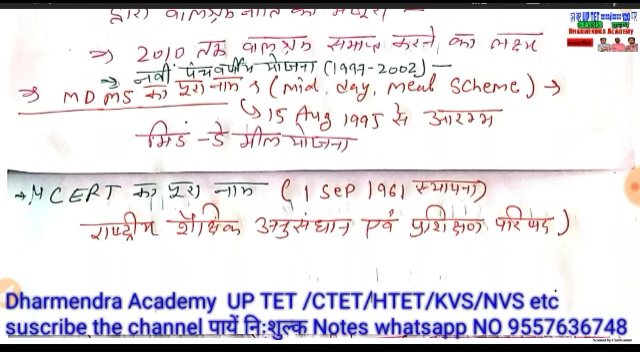 द्वारा बालश्रम नीति को मंजूरी -
⇒ 2010 तक बालश्रम समाप्त करने का लक्ष्य
→ नवीं पंचवर्षीय योजना (1997-2002) -
⇒ MDMS का पूरा नाम (mid, day, meal scheme) →
↳ 15 Aug 1995 से आरम्भ
मिड-डे मील योजना
→ NCERT का पूरा नाम (1 sep 1961 स्थापना)
राष्ट्रीय शैक्षिक अनुसंधान एवं प्रशिक्षण परिषद)
Dharmendra Academy UP TET /CTET/HTET/KVS/NVS etc
suscribe the channel पायें निःशुल्क Notes whatsapp NO 9557636748